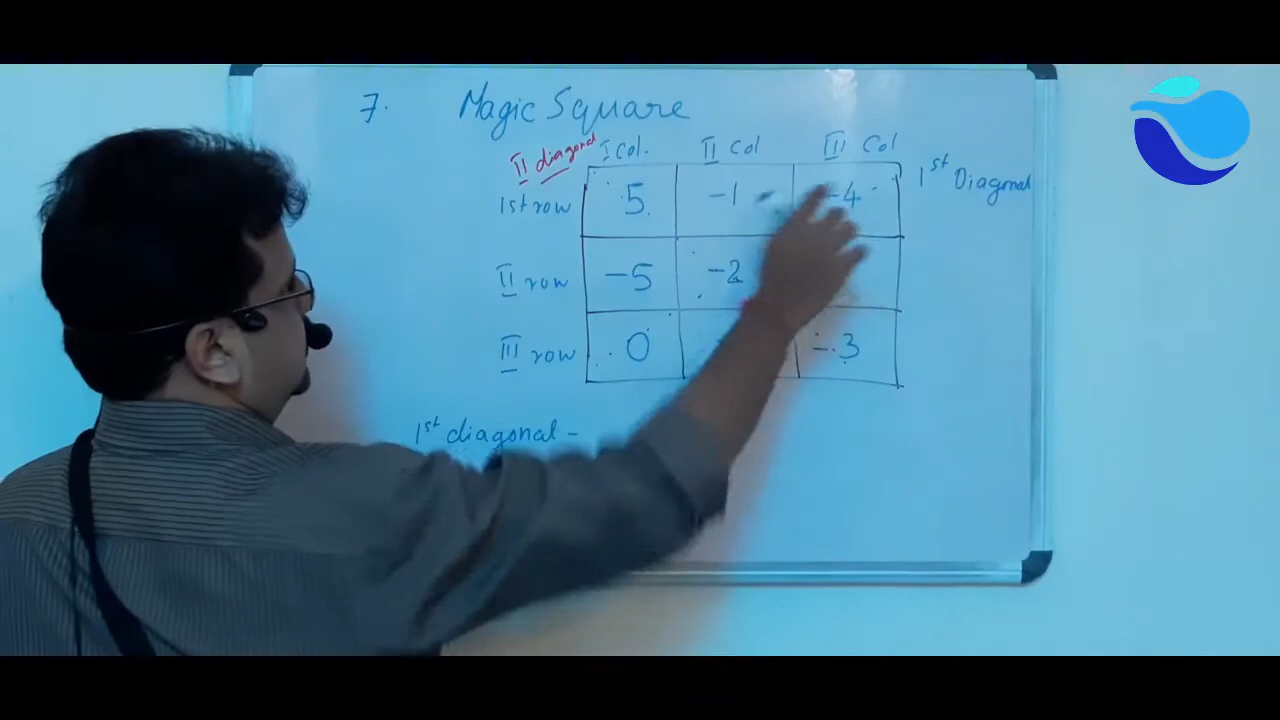 7. Magic Square
II diagonal I Col. II Col III Col
1st row 5 -1 -4 1st Diagonal
II row -5 -2
III row 0 -3
1st diagonal -